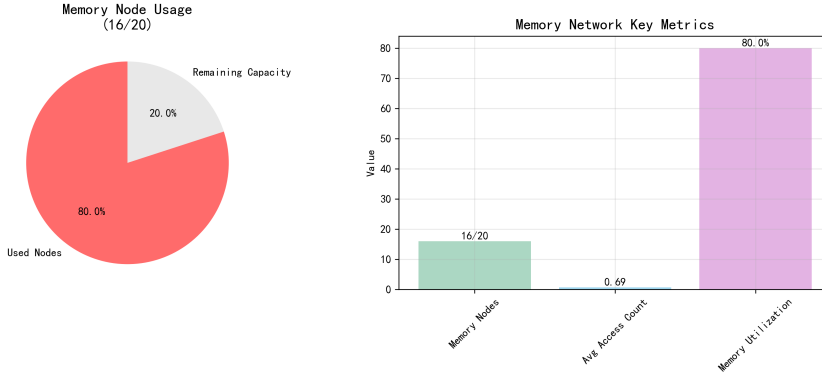 Memory Node Usage
(16/20)
Remaining Capacity
20.0%
80.0%
Used Nodes
Memory Network Key Metrics
Value
80
70
60
50
40
30
20
10
0
16/20
0.69
80.0%
Memory Nodes
Avg Access Count
Memory Utilization